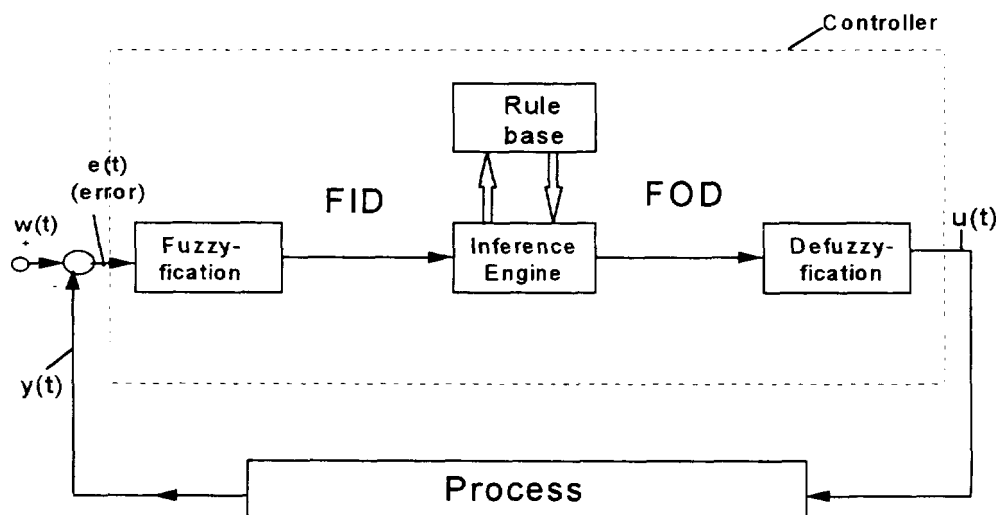 Controller
Rule
base
e(t)
(error)
FID
FOD
w(t)
+
u(t)
Fuzzy-
fication
Inference
Engine
Defuzzy-
fication
-
y(t)
Process